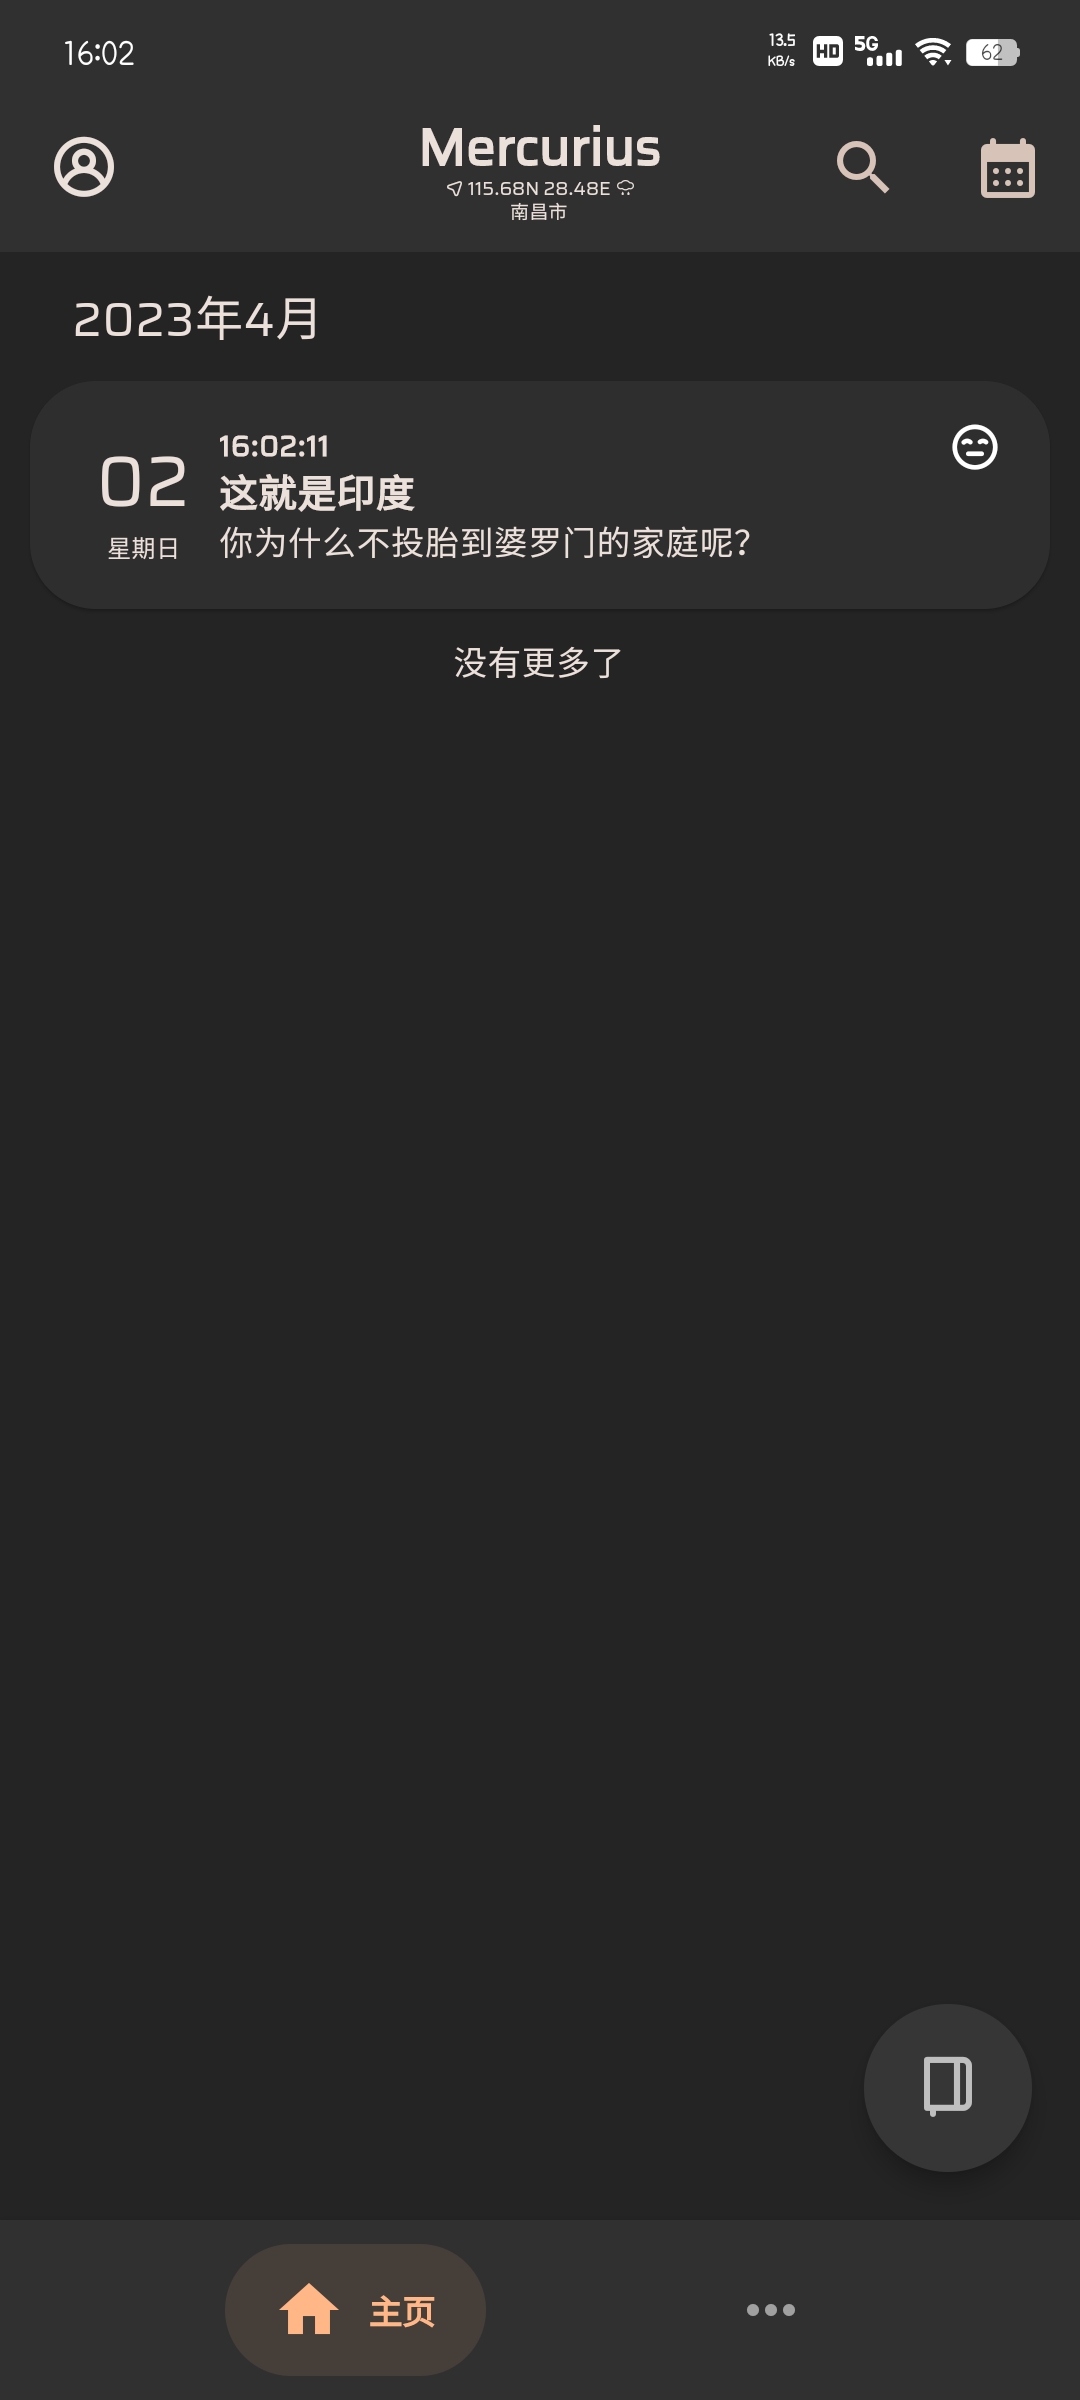 16:02
13.5
KB/s
HD
5G
62
Mercurius
115.68N 28.48E
南昌市
2023年4月
02
星期日
16:02:11
这就是印度
你为什么不投胎到婆罗门的家庭呢?
没有更多了
主页